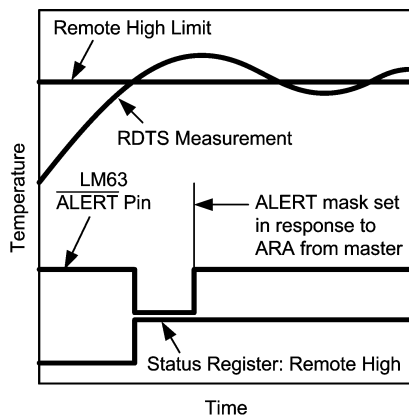 Remote High Limit
RDTS Measurement
LM63
ALERT Pin
ALERT mask set
in response to
ARA from master
Status Register: Remote High
Temperature
Time